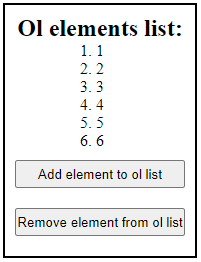 Ol elements list:
1. 1
2. 2
3. 3
4. 4
5. 5
6. 6
Add element to ol list
Remove element from ol list